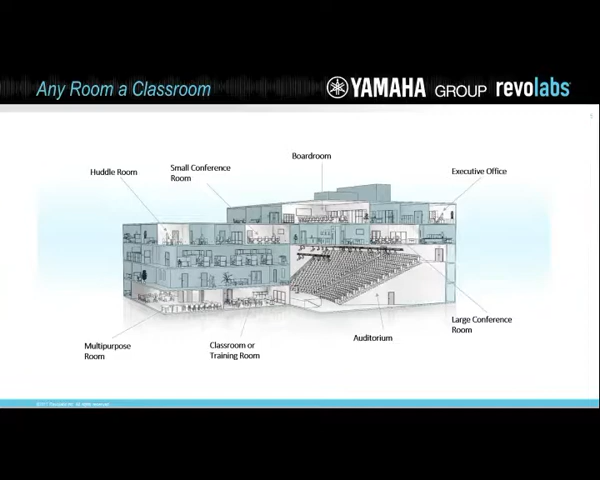 Any Room a Classroom
YAMAHA GROUP revolabs
Boardroom
Huddle Room
Small Conference
Room
Executive Office
Multipurpose
Room
Classroom or
Training Room
Auditorium
Large Conference
Room